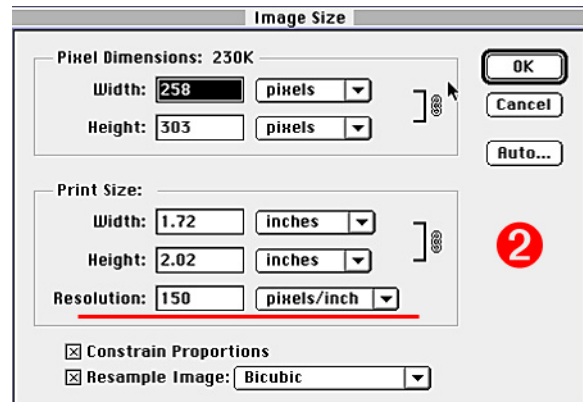 Image Size
Pixel Dimensions: 230K
OK
Width: 258 pixels
Cancel
Height: 303 pixels
Auto...
Print Size:
Width: 1.72 inches
2
Height: 2.02 inches
Resolution: 150 pixels/inch
Constrain Proportions
Resample Image: Bicubic